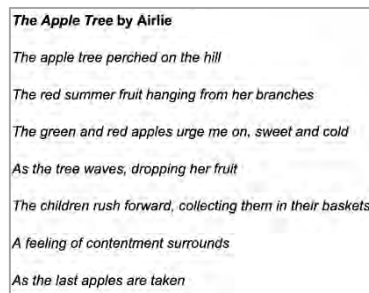 The Apple Tree by Airlie
The apple tree perched on the hill
The red summer fruit hanging from her branches
The green and red apples urge me on, sweet and cold
As the tree waves, dropping her fruit
The children rush forward, collecting them in their baskets
A feeling of contentment surrounds
As the last apples are taken